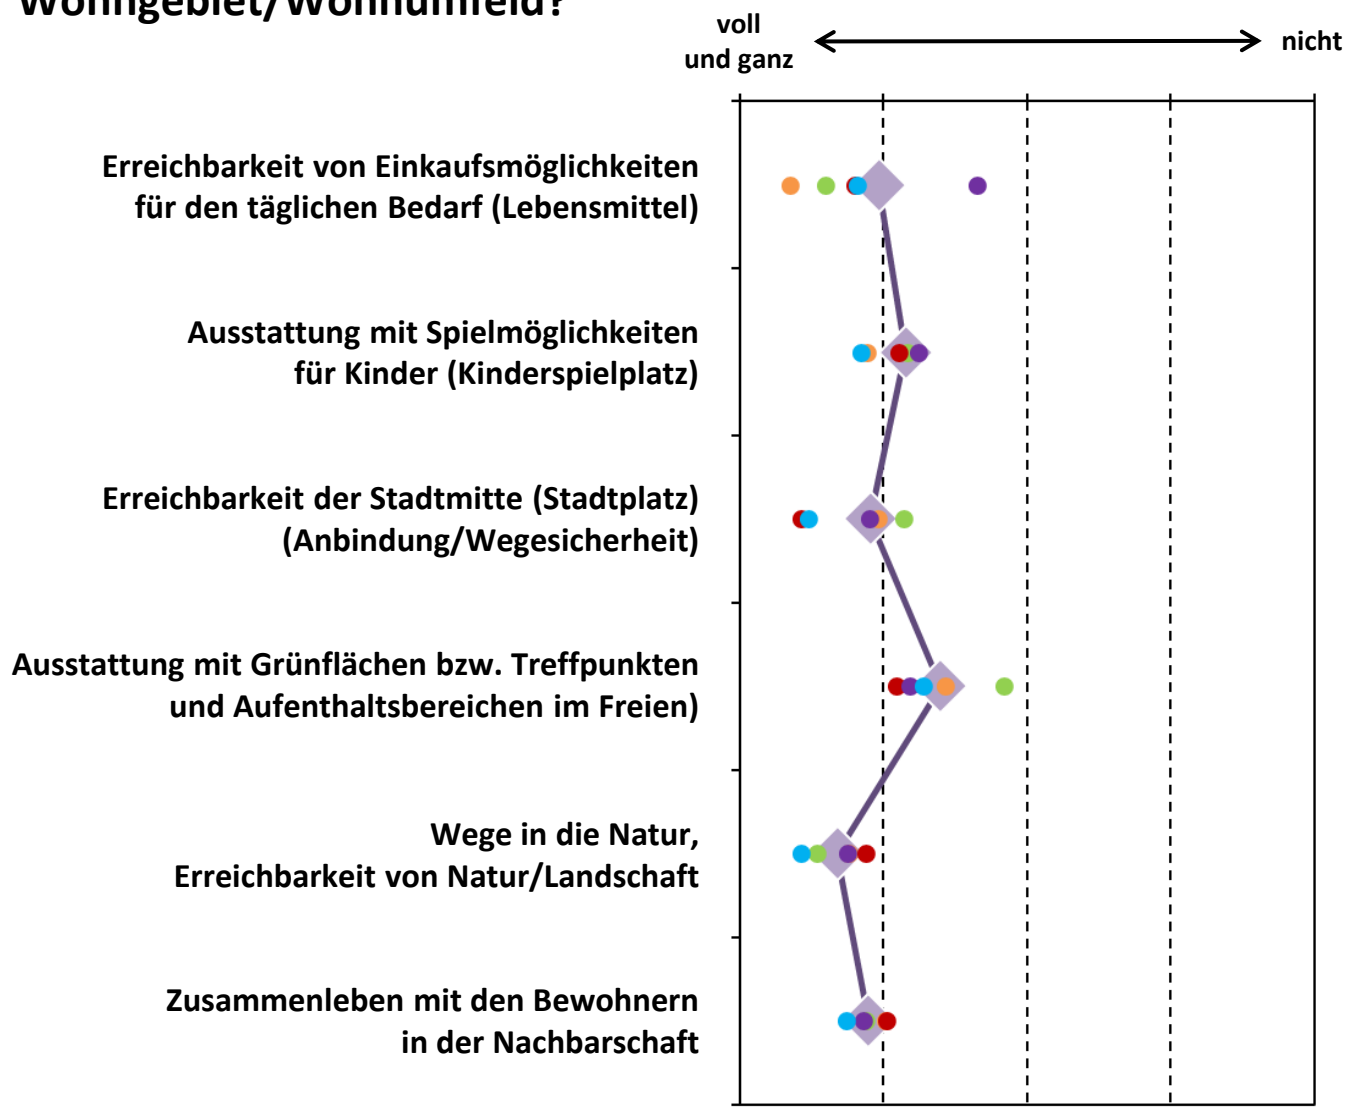 Wohngebiet/Wohnumfeld?
voll
und ganz
nicht
Erreichbarkeit von Einkaufsmöglichkeiten
für den täglichen Bedarf (Lebensmittel)
Ausstattung mit Spielmöglichkeiten
für Kinder (Kinderspielplatz)
Erreichbarkeit der Stadtmitte (Stadtplatz)
(Anbindung/Wegesicherheit)
Ausstattung mit Grünflächen bzw. Treffpunkten
und Aufenthaltsbereichen im Freien)
Wege in die Natur,
Erreichbarkeit von Natur/Landschaft
Zusammenleben mit den Bewohnern
in der Nachbarschaft